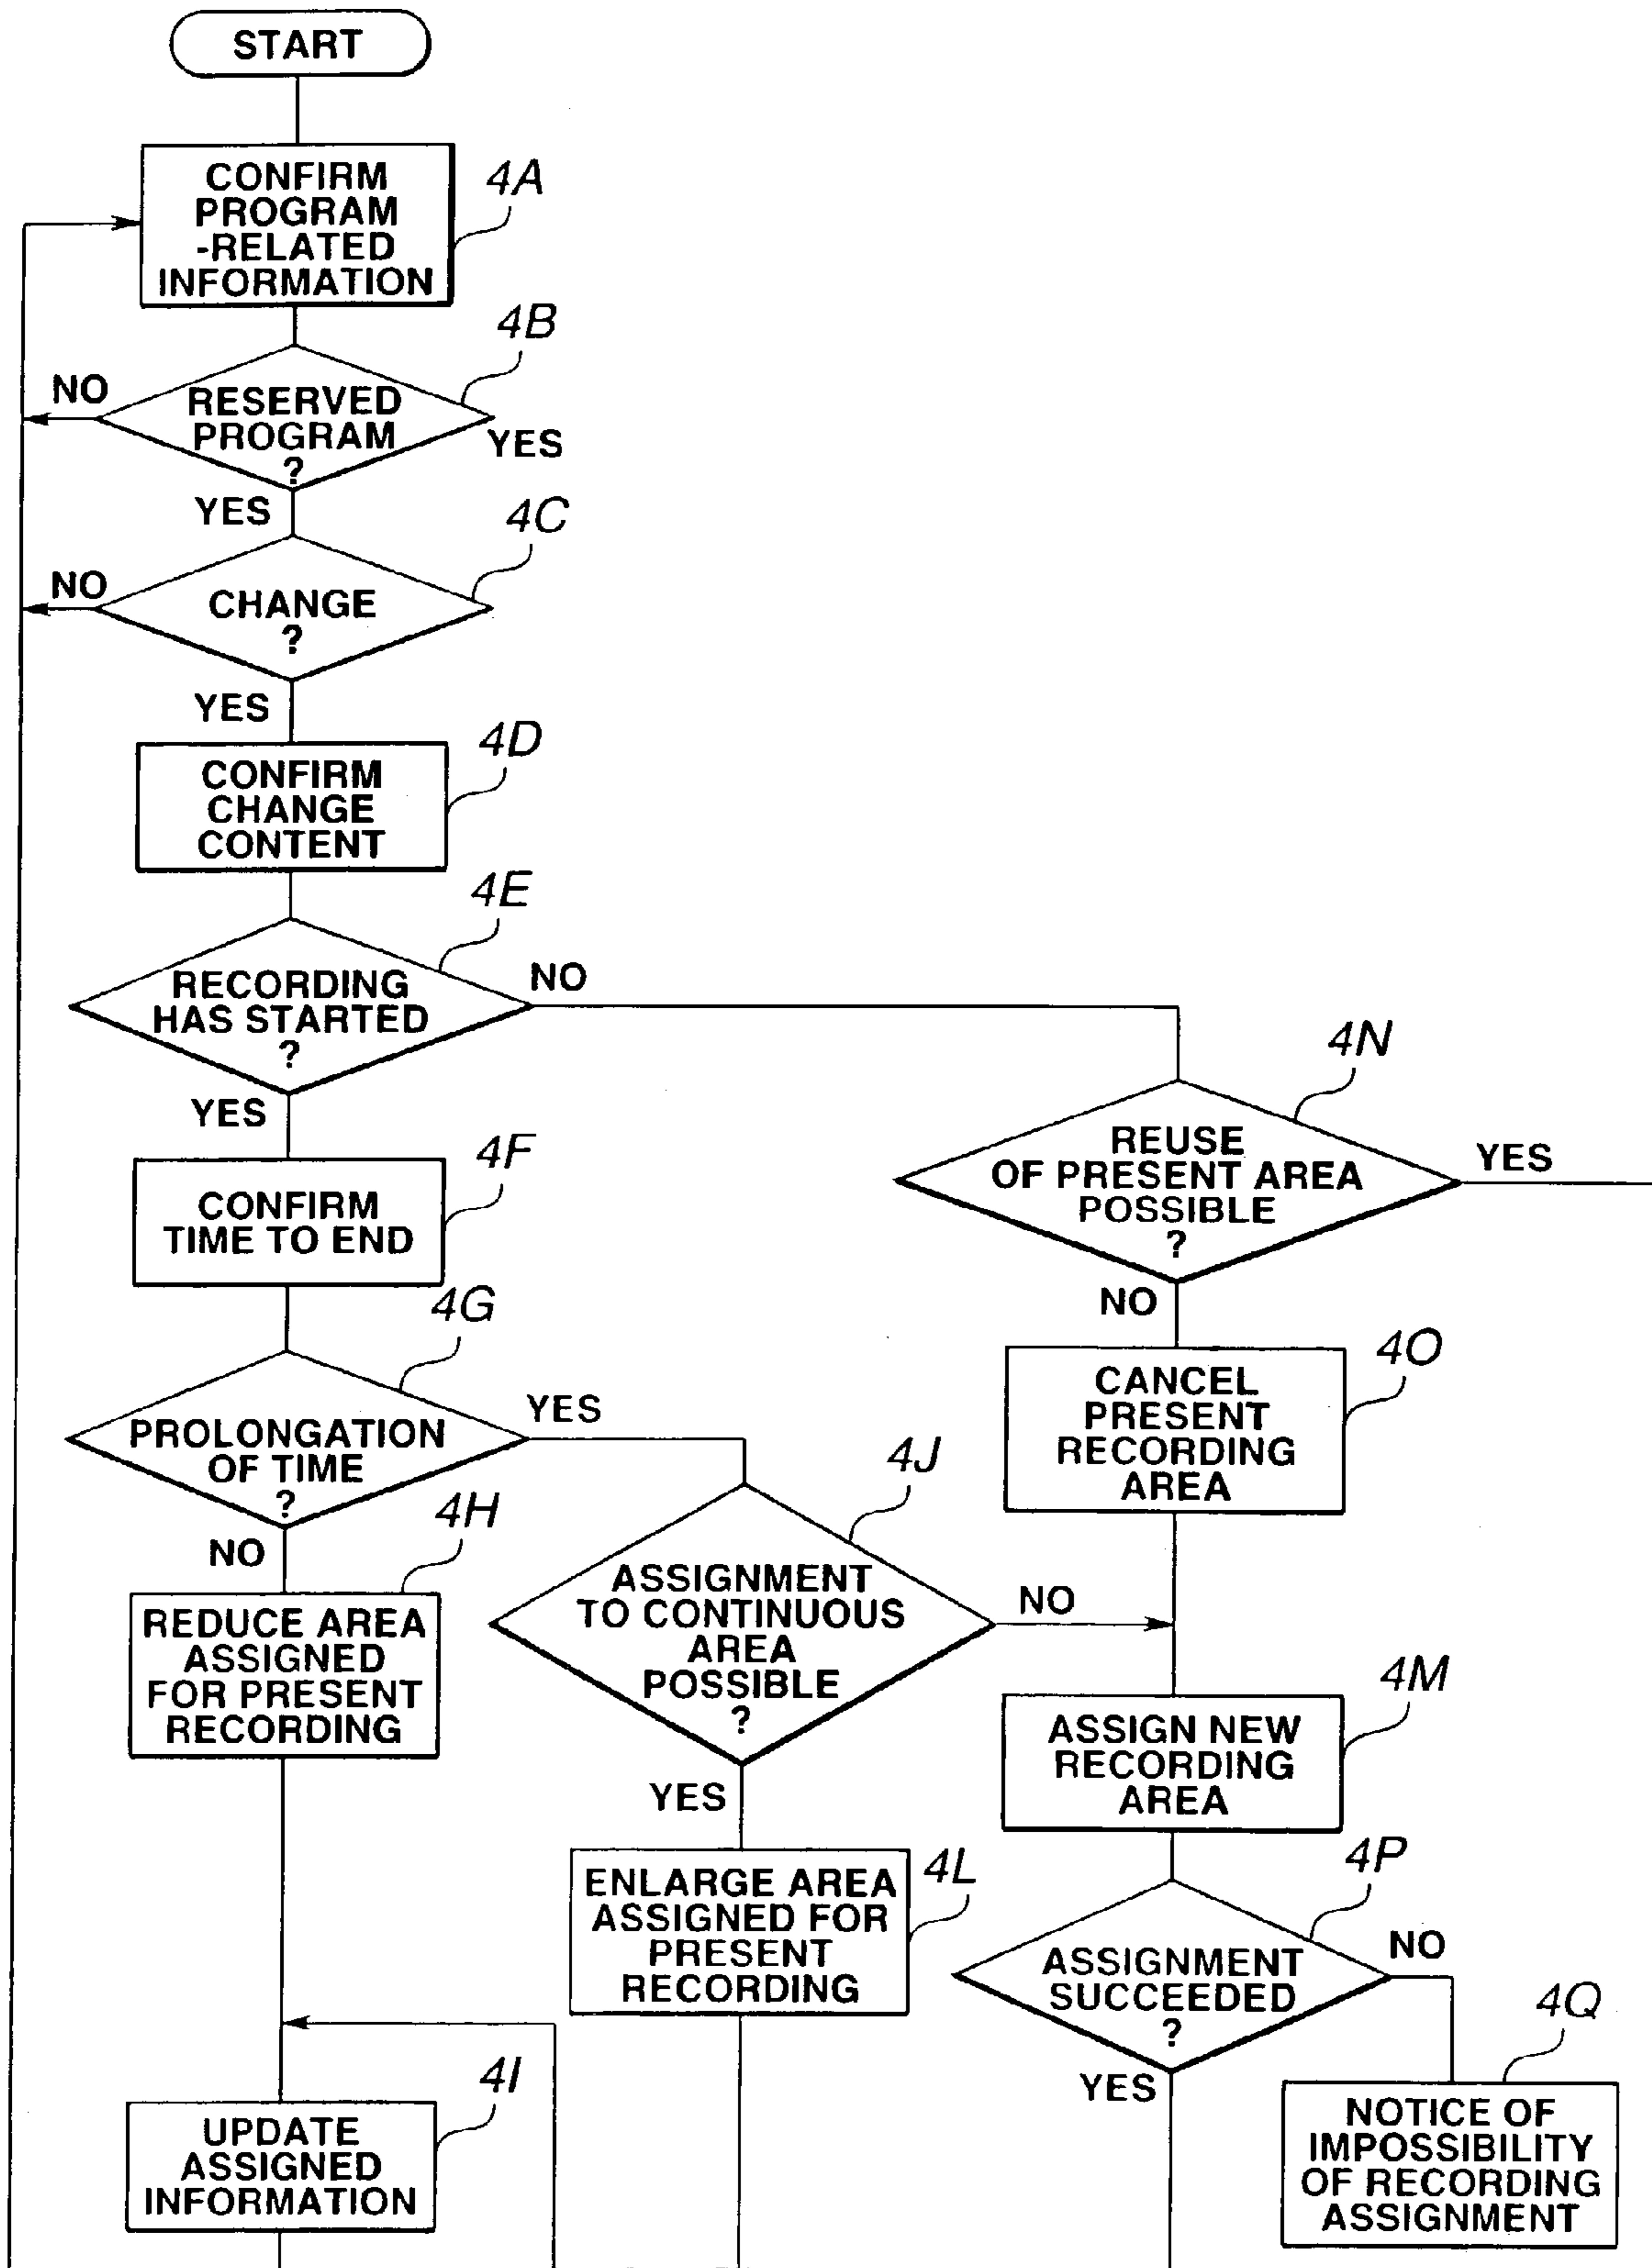 START
CONFIRM
PROGRAM
-RELATED
INFORMATION
4A
4B
NO
RESERVED
PROGRAM
?
YES
YES
4C
NO
CHANGE
?
YES
4D
CONFIRM
CHANGE
CONTENT
4E
RECORDING
HAS STARTED
?
NO
YES
4N
REUSE
OF PRESENT AREA
POSSIBLE
?
YES
NO
4F
CONFIRM
TIME TO END
4G
PROLONGATION
OF TIME
?
YES
NO
4O
CANCEL
PRESENT
RECORDING
AREA
4H
REDUCE AREA
ASSIGNED
FOR PRESENT
RECORDING
4J
ASSIGNMENT
TO CONTINUOUS
AREA
POSSIBLE
?
NO
YES
4M
ASSIGN NEW
RECORDING
AREA
4L
ENLARGE AREA
ASSIGNED FOR
PRESENT
RECORDING
4P
ASSIGNMENT
SUCCEEDED
?
NO
YES
4I
UPDATE
ASSIGNED
INFORMATION
4Q
NOTICE OF
IMPOSSIBILITY
OF RECORDING
ASSIGNMENT